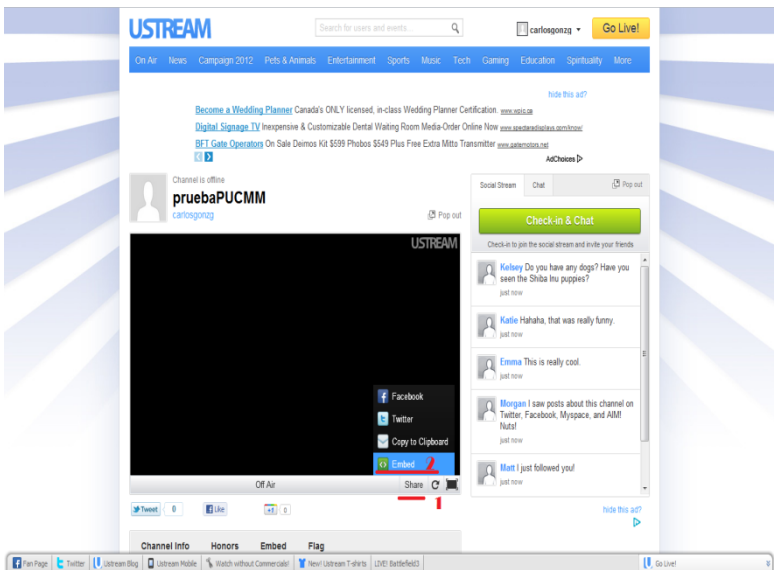 USTREAM
Search for users and events...
carlosgonzg
Go Live!
On Air News Campaign 2012 Pets & Animals Entertainment Sports Music Tech Gaming Education Spirituality More
hide this ad?
Become a Wedding Planner Canada's ONLY licensed, in-class Wedding Planner Certification. www.wpic.ca
Digital Signage TV Inexpensive & Customizable Dental Waiting Room Media-Order Online Now www.spectaradisplays.com/know/
BFT Gate Operators On Sale Deimos Kit $599 Phobos $549 Plus Free Extra Mitto Transmitter www.gatemotors.net
AdChoices
Channel is offline
pruebaPUCMM
carlosgonzg
Pop out
USTREAM
Facebook
Twitter
Copy to Clipboard
Embed 2
Off Air
Share
1
Tweet 0
Like
+1 0
Channel Info Honors Embed Flag
Social Stream Chat Pop out
Check-in & Chat
Check-in to join the social stream and invite your friends
Kelsey Do you have any dogs? Have you
seen the Shiba Inu puppies?
just now
Katie Hahaha, that was really funny.
just now
Emma This is really cool.
just now
Morgan I saw posts about this channel on
Twitter, Facebook, Myspace, and AIM!
Nuts!
just now
Matt I just followed you!
just now
hide this ad?
Fan Page Twitter Ustream Blog Ustream Mobile Watch without Commercials! New! Ustream T-shirts LIVE! Battlefield3 Go Live!